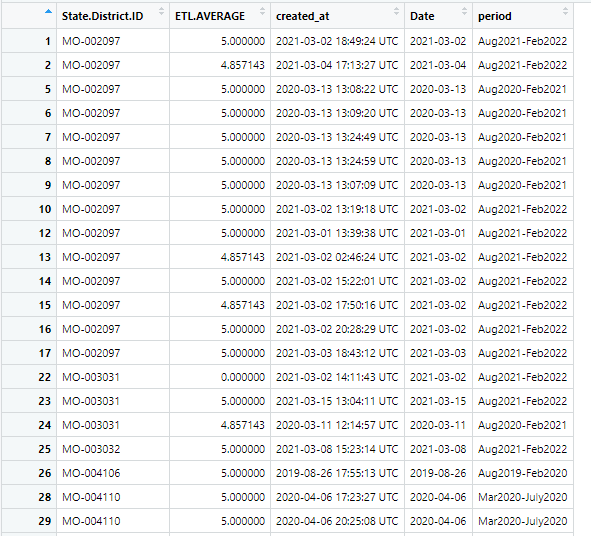 State.District.ID ETL.AVERAGE created_at Date period
1 MO-002097 5.000000 2021-03-02 18:49:24 UTC 2021-03-02 Aug2021-Feb2022
2 MO-002097 4.857143 2021-03-04 17:13:27 UTC 2021-03-04 Aug2021-Feb2022
5 MO-002097 5.000000 2020-03-13 13:08:22 UTC 2020-03-13 Aug2020-Feb2021
6 MO-002097 5.000000 2020-03-13 13:09:20 UTC 2020-03-13 Aug2020-Feb2021
7 MO-002097 5.000000 2020-03-13 13:24:49 UTC 2020-03-13 Aug2020-Feb2021
8 MO-002097 5.000000 2020-03-13 13:24:59 UTC 2020-03-13 Aug2020-Feb2021
9 MO-002097 5.000000 2020-03-13 13:07:09 UTC 2020-03-13 Aug2020-Feb2021
10 MO-002097 5.000000 2021-03-02 13:19:18 UTC 2021-03-02 Aug2021-Feb2022
12 MO-002097 5.000000 2021-03-01 13:39:38 UTC 2021-03-01 Aug2021-Feb2022
13 MO-002097 4.857143 2021-03-02 02:46:24 UTC 2021-03-02 Aug2021-Feb2022
14 MO-002097 5.000000 2021-03-02 15:22:01 UTC 2021-03-02 Aug2021-Feb2022
15 MO-002097 4.857143 2021-03-02 17:50:16 UTC 2021-03-02 Aug2021-Feb2022
16 MO-002097 5.000000 2021-03-02 20:28:29 UTC 2021-03-02 Aug2021-Feb2022
17 MO-002097 5.000000 2021-03-03 18:43:12 UTC 2021-03-03 Aug2021-Feb2022
22 MO-003031 0.000000 2021-03-02 14:11:43 UTC 2021-03-02 Aug2021-Feb2022
23 MO-003031 5.000000 2021-03-15 13:04:11 UTC 2021-03-15 Aug2021-Feb2022
24 MO-003031 4.857143 2020-03-11 12:14:57 UTC 2020-03-11 Aug2020-Feb2021
25 MO-003032 5.000000 2021-03-08 15:23:14 UTC 2021-03-08 Aug2021-Feb2022
26 MO-004106 5.000000 2019-08-26 17:55:13 UTC 2019-08-26 Aug2019-Feb2020
28 MO-004110 5.000000 2020-04-06 17:23:27 UTC 2020-04-06 Mar2020-July2020
29 MO-004110 5.000000 2020-04-06 20:25:08 UTC 2020-04-06 Mar2020-July2020